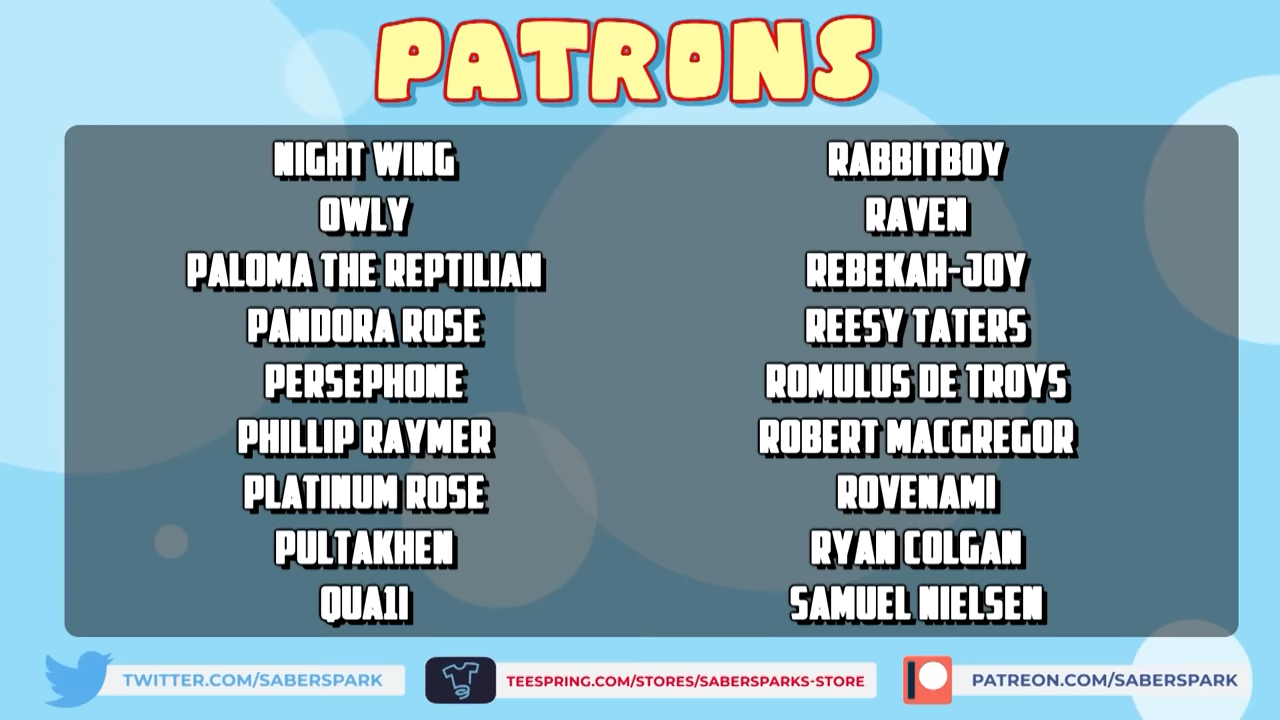 PATRONS
NIGHT WING
OWLY
PALOMA THE REPTILIAN
PANDORA ROSE
PERSEPHONE
PHILLIP RAYMER
PLATINUM ROSE
PULTAKHEN
QUA1I
RABBITBOY
RAVEN
REBEKAH-JOY
REESY TATERS
ROMULUS DE TROYS
ROBERT MACGREGOR
ROVENAMI
RYAN COLGAN
SAMUEL NIELSEN
TWITTER.COM/SABERSPARK
TEESPRING.COM/STORES/SABERSPARKS-STORE
PATREON.COM/SABERSPARK